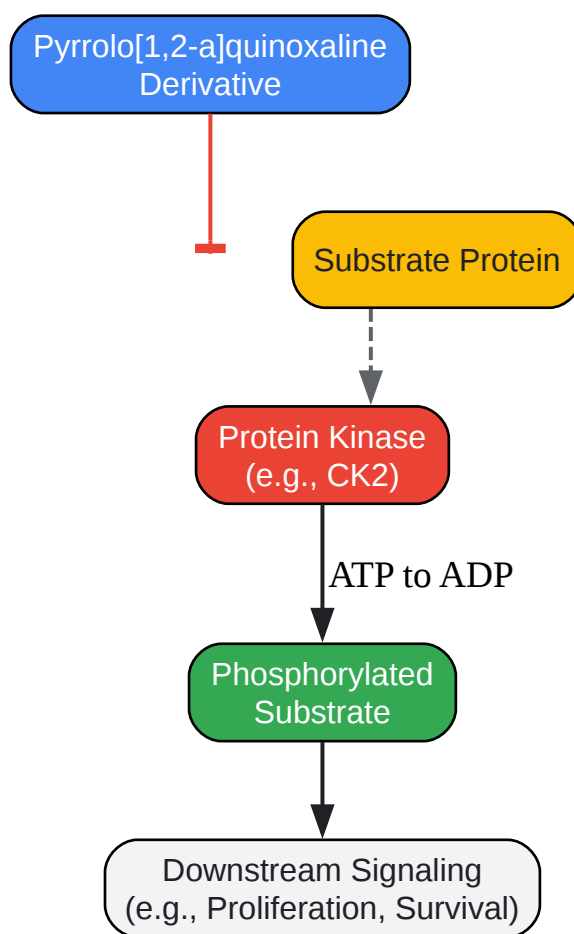 Pyrrolo[1,2-a]quinoxaline
Derivative
Substrate Protein
Protein Kinase
(e.g., CK2)
ATP to ADP
Phosphorylated
Substrate
Downstream Signaling
(e.g., Proliferation, Survival)